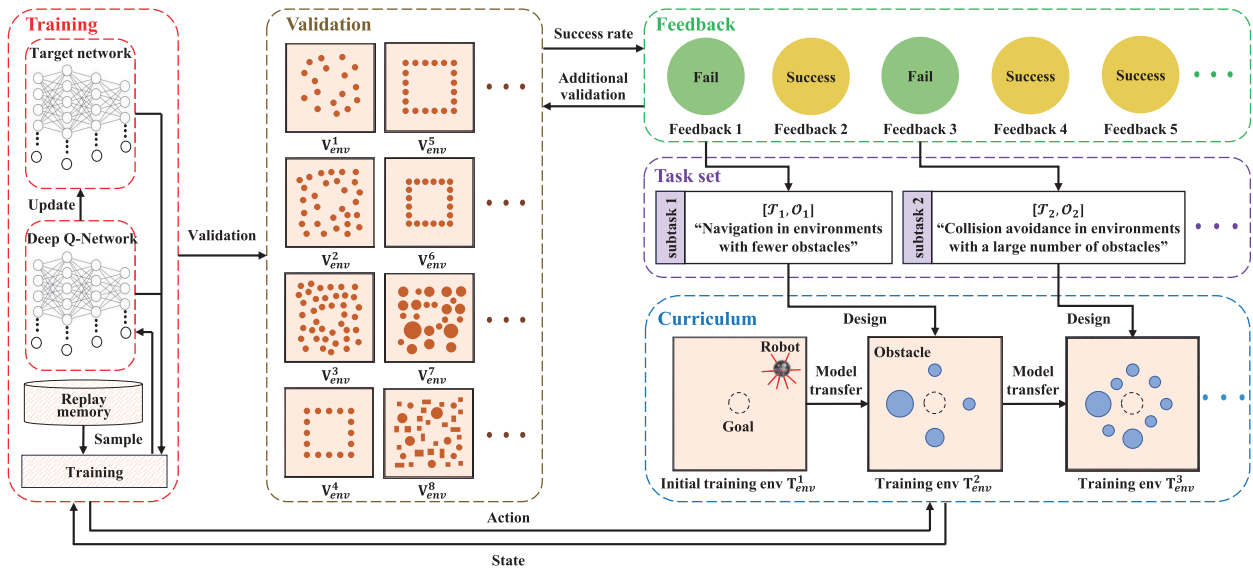 Training
Target network
Update
Deep Q-Network
Replay
memory
Sample
Training
Validation
Validation
V¹env
V⁵env
V²env
V⁶env
V³env
V⁷env
V⁴env
V⁸env
Success rate
Additional
validation
Feedback
Fail
Success
Fail
Success
Success
Feedback 1
Feedback 2
Feedback 3
Feedback 4
Feedback 5
Task set
subtask 1
[𝒯₁, 𝒪₁]
“Navigation in environments
with fewer obstacles”
subtask 2
[𝒯₂, 𝒪₂]
“Collision avoidance in environments
with a large number of obstacles”
Curriculum
Design
Design
Robot
Goal
Model
transfer
Obstacle
Model
transfer
Initial training env T¹env
Training env T²env
Training env T³env
Action
State